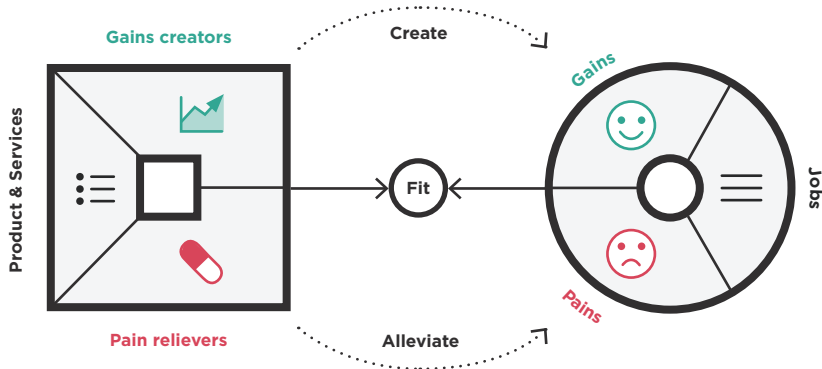 Gains creators
Create
Gains
Product & Services
Fit
Jobs
Pains
Pain relievers
Alleviate